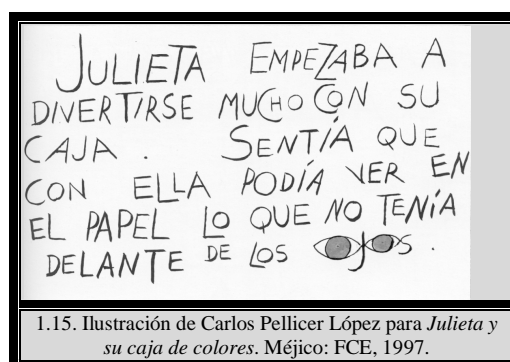 JULIETA EMPEZABA A
DIVERTIRSE MUCHO CON SU
CAJA. SENTÍA QUE
CON ELLA PODÍA VER EN
EL PAPEL LO QUE NO TENÍA
DELANTE DE LOS OJOS.
1.15. Ilustración de Carlos Pellicer López para Julieta y
su caja de colores. Méjico: FCE, 1997.